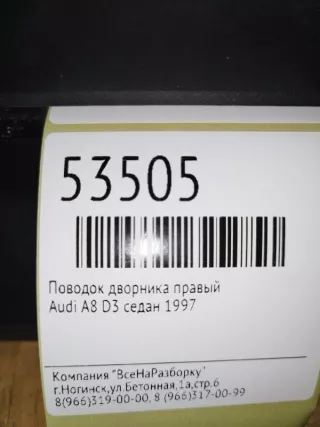 53505
Поводок дворника правый
Audi A8 D3 седан 1997
Компания "ВсеНаРазборку"
г.Ногинск,ул.Бетонная,1а,стр.6
8(966)319-00-00, 8 (966)317-00-99